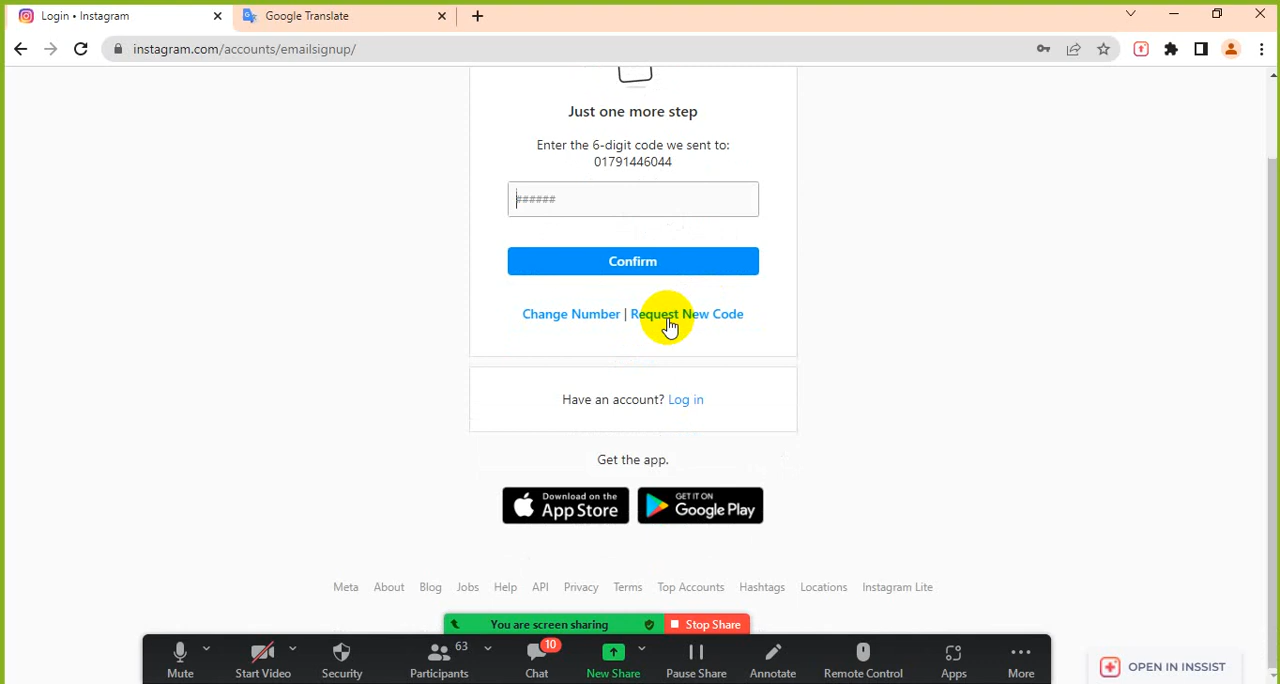 Login • Instagram
Google Translate
instagram.com/accounts/emailsignup/
Just one more step
Enter the 6-digit code we sent to:
01791446044
######
Confirm
Change Number | Request New Code
Have an account? Log in
Get the app.
Download on the
App Store
GET IT ON
Google Play
Meta About Blog Jobs Help API Privacy Terms Top Accounts Hashtags Locations Instagram Lite
You are screen sharing Stop Share
63 10
Mute Start Video Security Participants Chat New Share Pause Share Annotate Remote Control Apps More
OPEN IN INSSIST